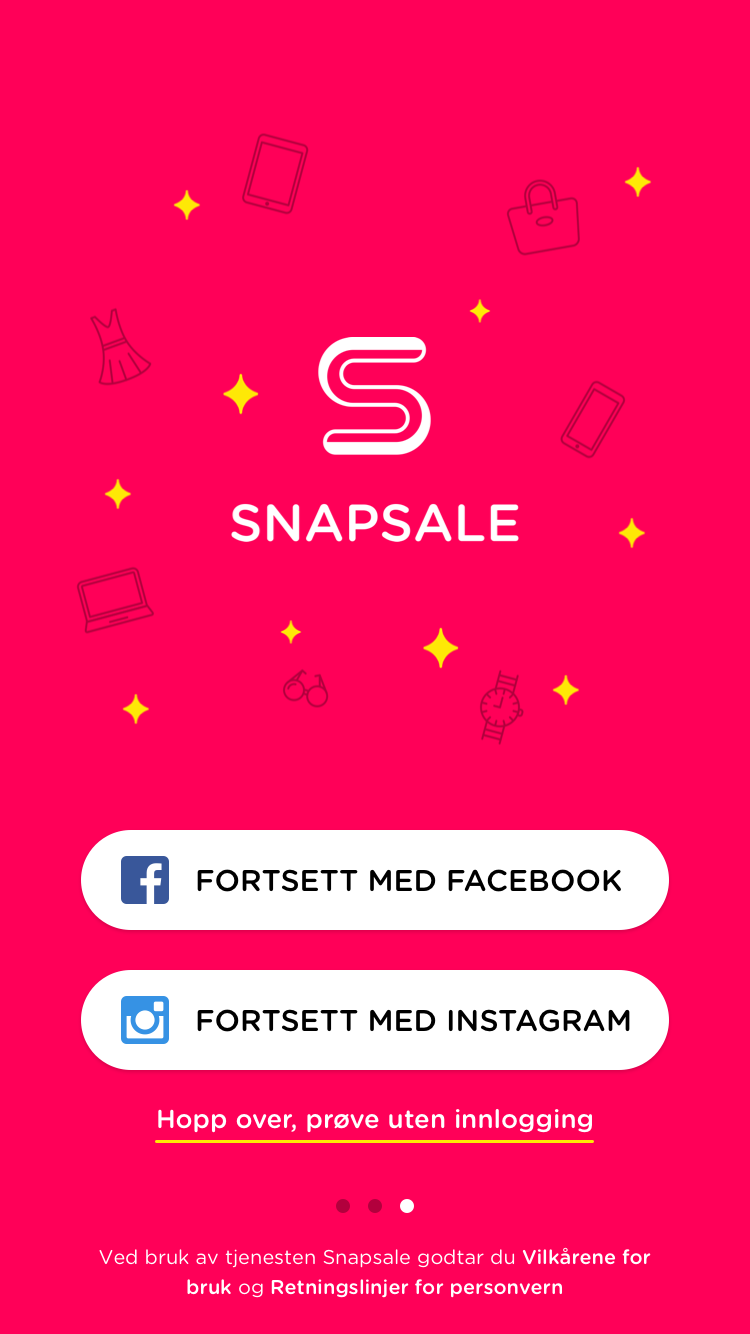 SNAPSALE
FORTSETT MED FACEBOOK
FORTSETT MED INSTAGRAM
Hopp over, prøve uten innlogging
Ved bruk av tjenesten Snapsale godtar du Vilkårene for
bruk og Retningslinjer for personvern